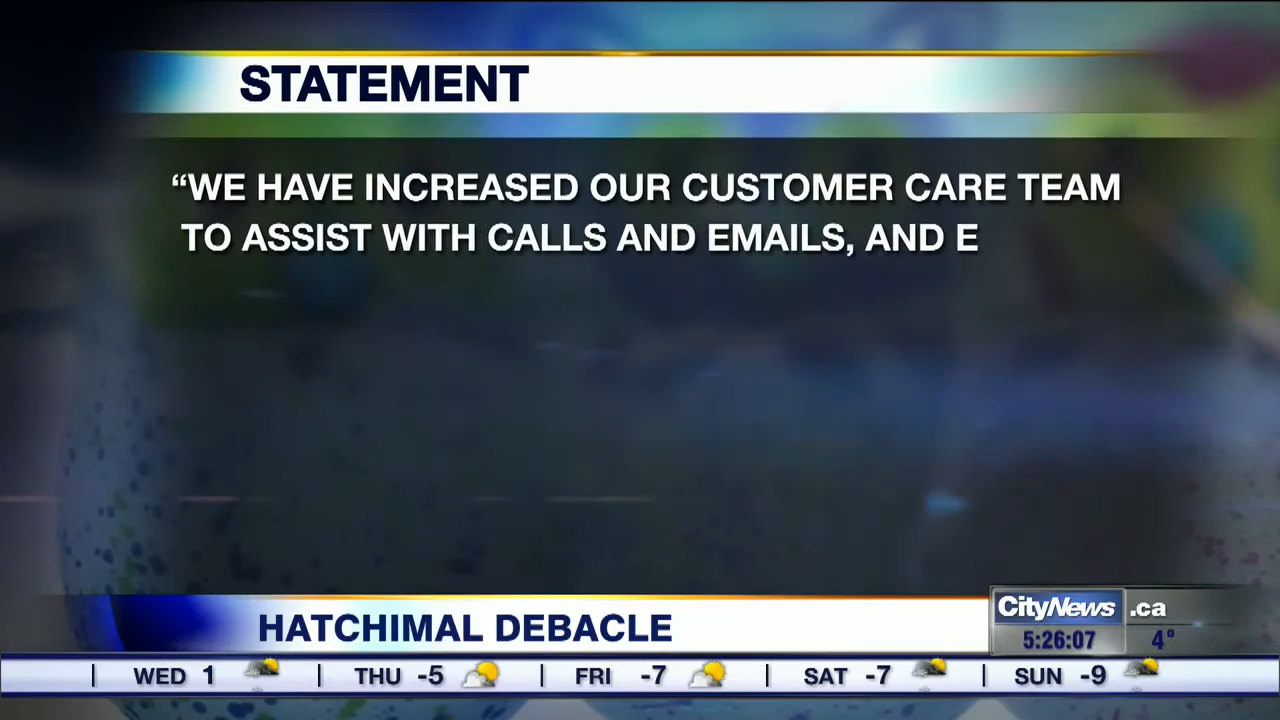 STATEMENT
“WE HAVE INCREASED OUR CUSTOMER CARE TEAM
TO ASSIST WITH CALLS AND EMAILS, AND E
HATCHIMAL DEBACLE
CityNews .ca
5:26:07 4°
WED 1 | THU -5 | FRI -7 | SAT -7 | SUN -9